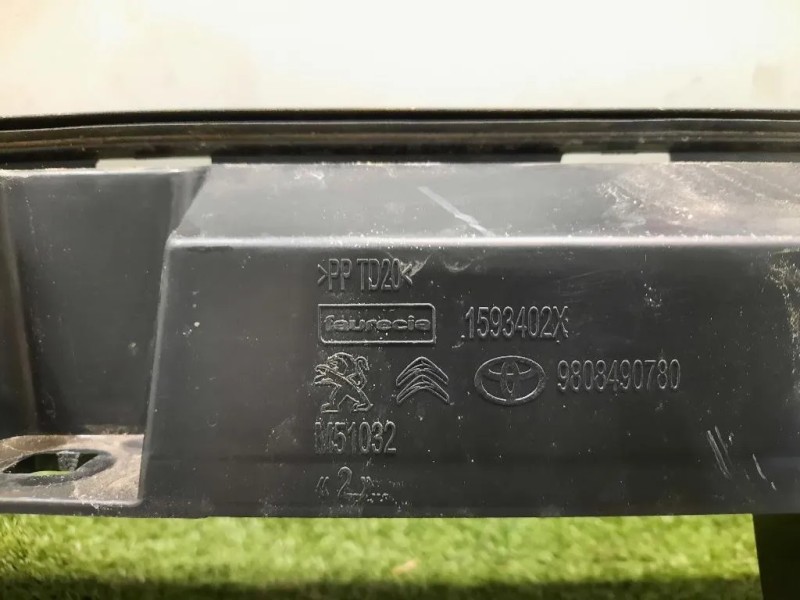 >PP TD20<
faurecia 1593402X
9808490780
M51032
« 2 »